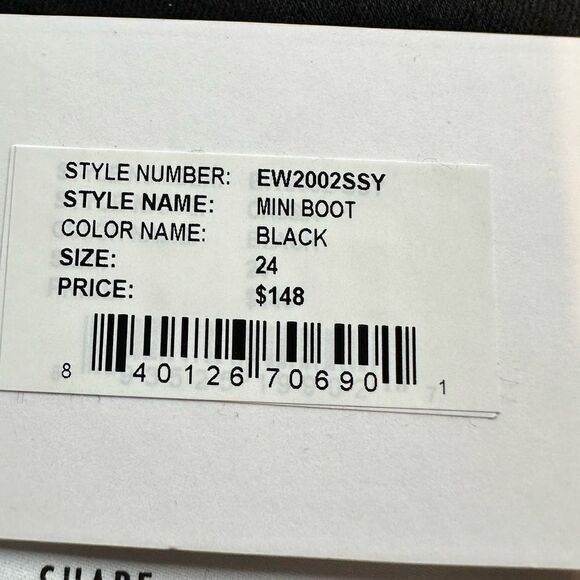 STYLE NUMBER: EW2002SSY
STYLE NAME: MINI BOOT
COLOR NAME: BLACK
SIZE: 24
PRICE: $148
8 40126 70690 1